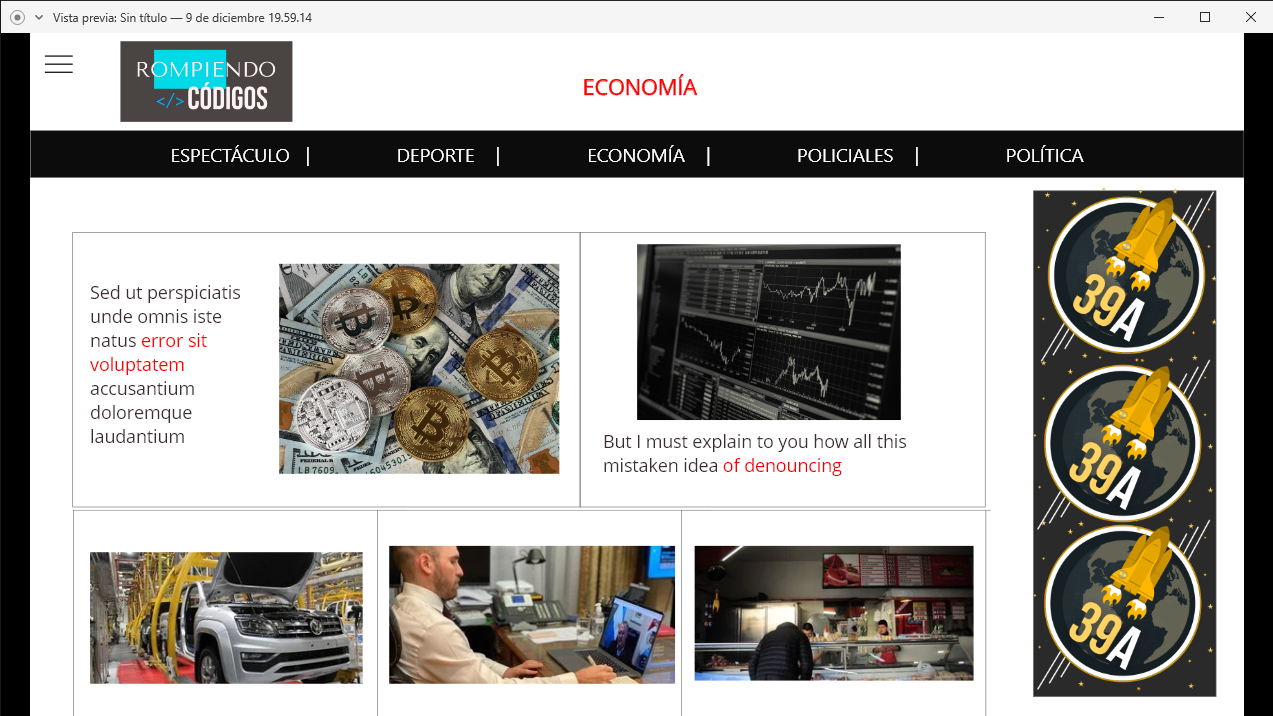 Vista previa: Sin título — 9 de diciembre 19.59.14
ROMPIENDO
</> CÓDIGOS
ECONOMÍA
ESPECTÁCULO | DEPORTE | ECONOMÍA | POLICIALES | POLÍTICA
Sed ut perspiciatis
unde omnis iste
natus error sit
voluptatem
accusantium
doloremque
laudantium
But I must explain to you how all this
mistaken idea of denouncing
39A
39A
39A